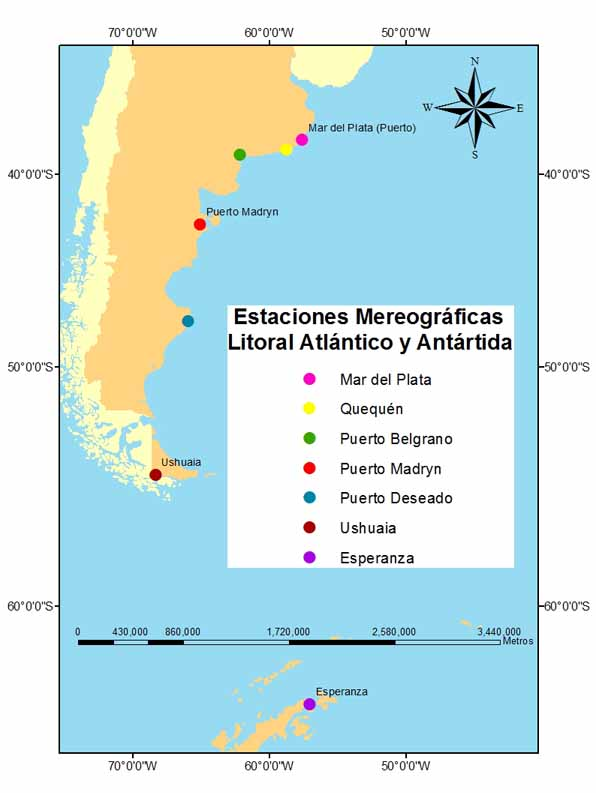 70°0'0"W 60°0'0"W 50°0'0"W
N
W E
S
Mar del Plata (Puerto)
40°0'0"S 40°0'0"S
Puerto Madryn
Estaciones Mereográficas
Litoral Atlántico y Antártida
50°0'0"S 50°0'0"S
Mar del Plata
Quequén
Puerto Belgrano
Puerto Madryn
Puerto Deseado
Ushuaia
Esperanza
Ushuaia
60°0'0"S 60°0'0"S
0 430,000 860,000 1,720,000 2,580,000 3,440,000
Metros
Esperanza
70°0'0"W 60°0'0"W 50°0'0"W